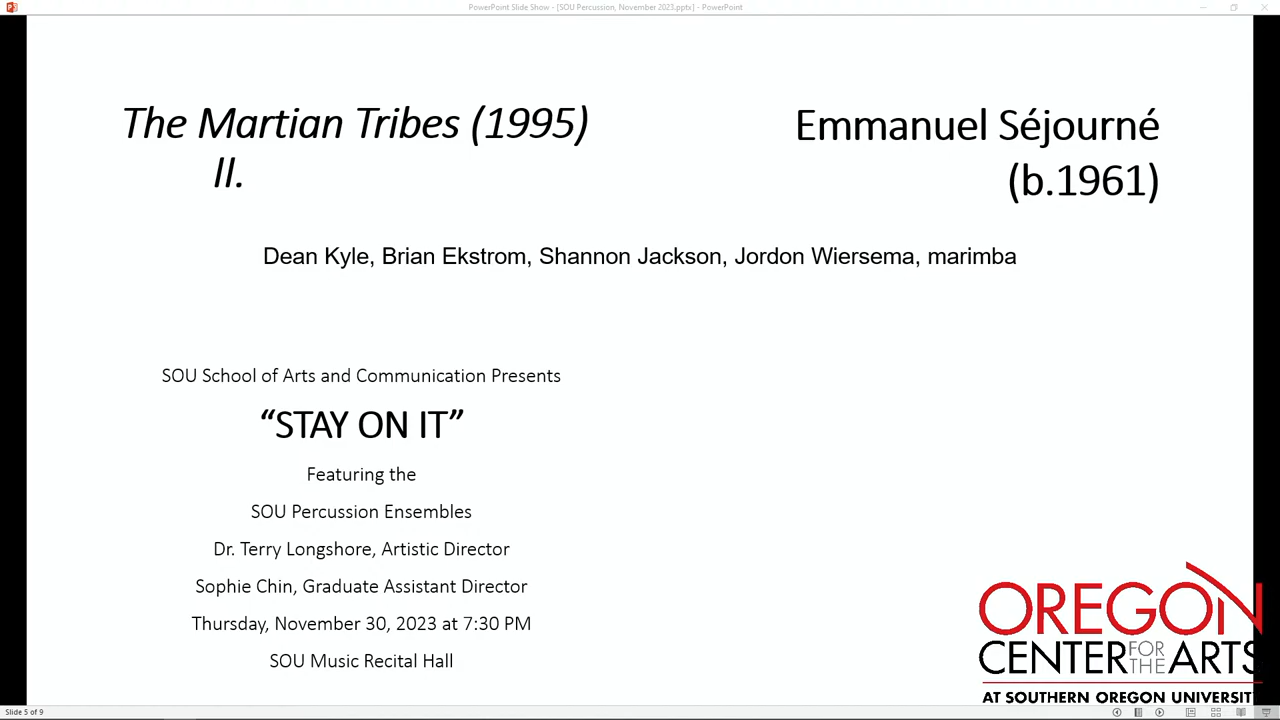 PowerPoint Slide Show - [SOU Percussion, November 2023.pptx] - PowerPoint
The Martian Tribes (1995)
II.
Emmanuel Séjourné
(b.1961)
Dean Kyle, Brian Ekstrom, Shannon Jackson, Jordon Wiersema, marimba
SOU School of Arts and Communication Presents
“STAY ON IT”
Featuring the
SOU Percussion Ensembles
Dr. Terry Longshore, Artistic Director
Sophie Chin, Graduate Assistant Director
Thursday, November 30, 2023 at 7:30 PM
SOU Music Recital Hall
OREGON
CENTER FOR THE ARTS
AT SOUTHERN OREGON UNIVERSIT
Slide 5 of 9